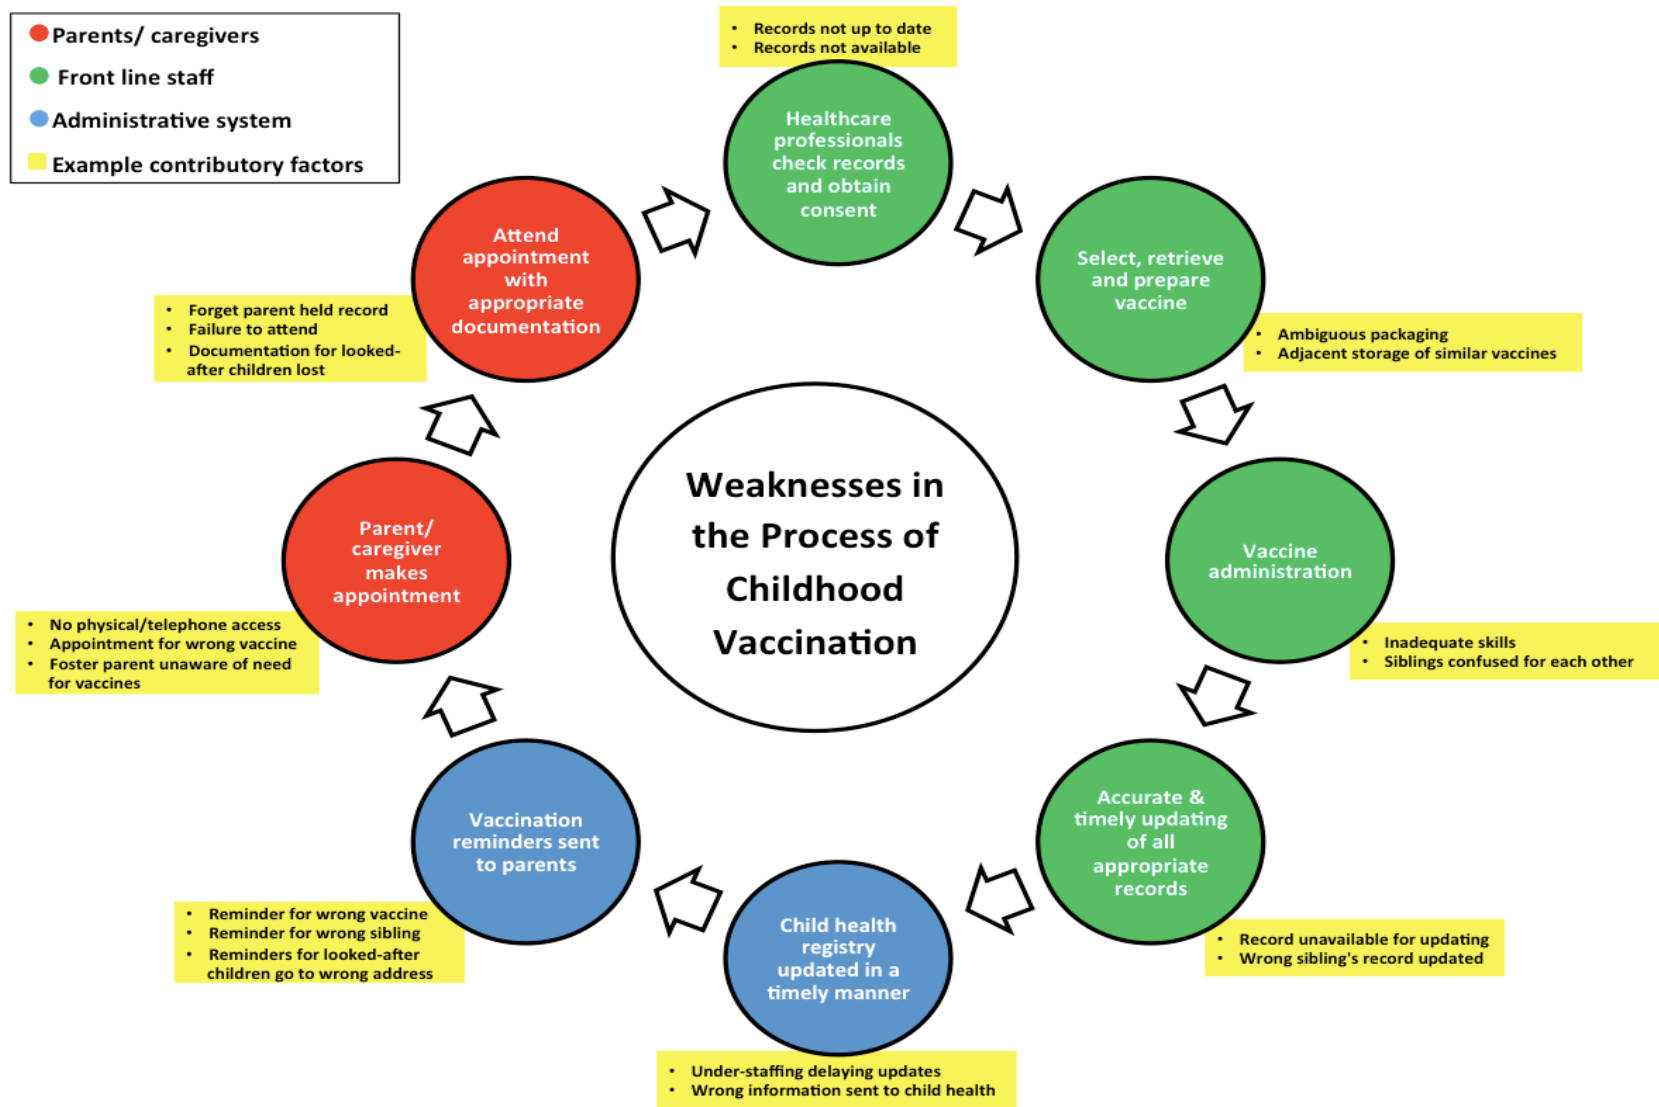 Parents/ caregivers
Front line staff
Administrative system
Example contributory factors
• Records not up to date
• Records not available
Healthcare
professionals
check records
and obtain
consent
Select, retrieve
and prepare
vaccine
• Ambiguous packaging
• Adjacent storage of similar vaccines
Vaccine
administration
• Inadequate skills
• Siblings confused for each other
Accurate &
timely updating
of all
appropriate
records
• Record unavailable for updating
• Wrong sibling's record updated
Child health
registry
updated in a
timely manner
• Under-staffing delaying updates
• Wrong information sent to child health
Vaccination
reminders sent
to parents
• Reminder for wrong vaccine
• Reminder for wrong sibling
• Reminders for looked-after
children go to wrong address
Parent/
caregiver
makes
appointment
• No physical/telephone access
• Appointment for wrong vaccine
• Foster parent unaware of need
for vaccines
Attend
appointment
with
appropriate
documentation
• Forget parent held record
• Failure to attend
• Documentation for looked-
after children lost
Weaknesses in
the Process of
Childhood
Vaccination